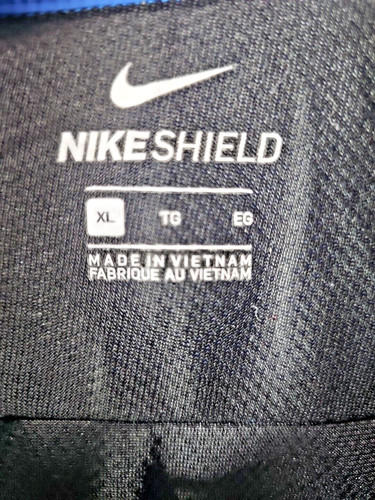 NIKESHIELD
XL TG EG
MADE IN VIETNAM
FABRIQUE AU VIETNAM